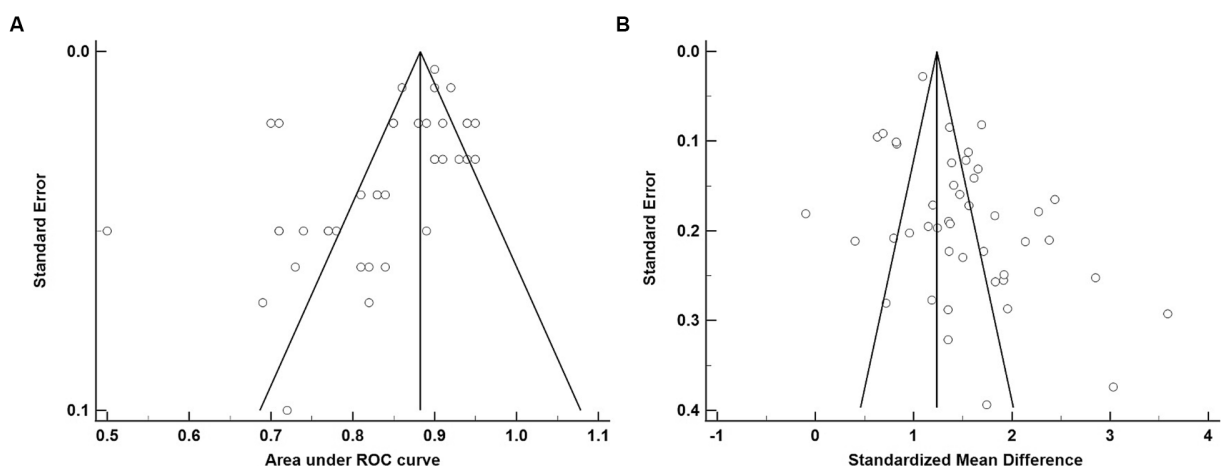 A
B
0.0
0.1
Standard Error
0.5 0.6 0.7 0.8 0.9 1.0 1.1
Area under ROC curve
0.0
0.1
0.2
0.3
0.4
Standard Error
-1 0 1 2 3 4
Standardized Mean Difference